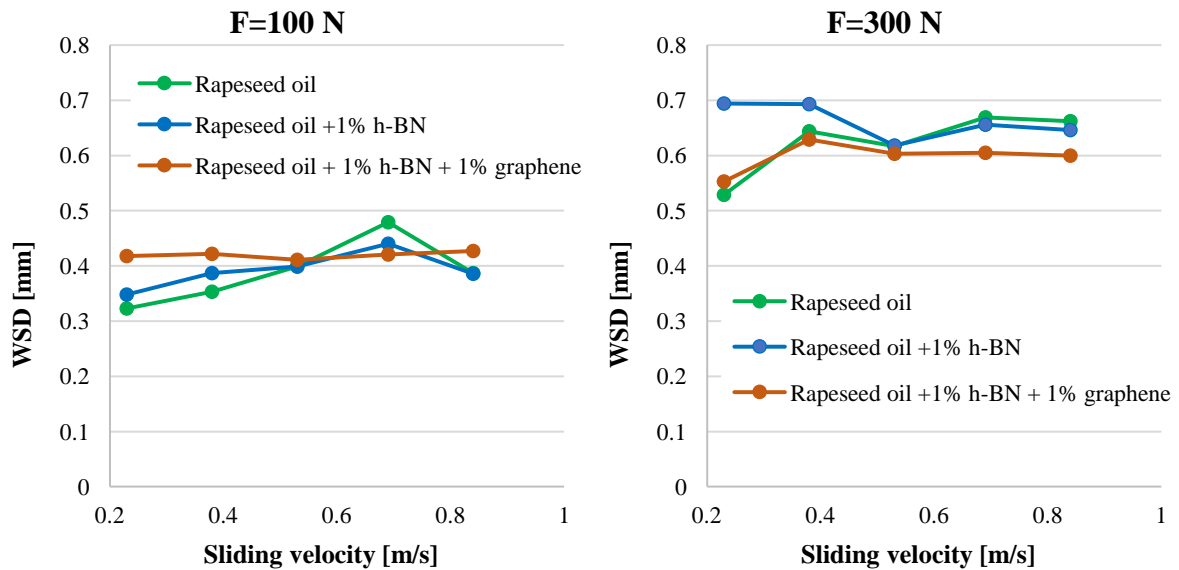 F=100 N
0.8
0.7
0.6
0.5
0.4
0.3
0.2
0.1
0
WSD [mm]
Rapeseed oil
Rapeseed oil +1% h-BN
Rapeseed oil + 1% h-BN + 1% graphene
0.2 0.4 0.6 0.8 1
Sliding velocity [m/s]
F=300 N
0.8
0.7
0.6
0.5
0.4
0.3
0.2
0.1
0
WSD [mm]
Rapeseed oil
Rapeseed oil +1% h-BN
Rapeseed oil +1% h-BN + 1% graphene
0.2 0.4 0.6 0.8 1
Sliding velocity [m/s]